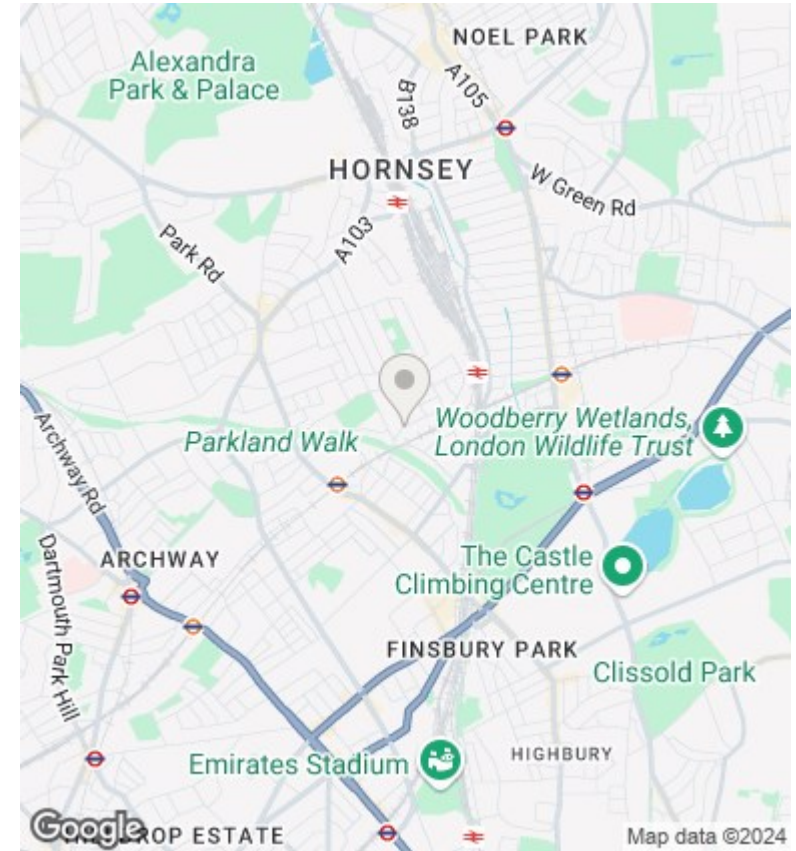 NOEL PARK
Alexandra
Park & Palace
A105
B138
HORNSEY
W Green Rd
A103
Park Rd
Woodberry Wetlands,
London Wildlife Trust
Parkland Walk
Archway Rd
ARCHWAY
The Castle
Climbing Centre
Dartmouth Park Hill
FINSBURY PARK
Clissold Park
Emirates Stadium
HIGHBURY
Google
DROP ESTATE
Map data ©2024